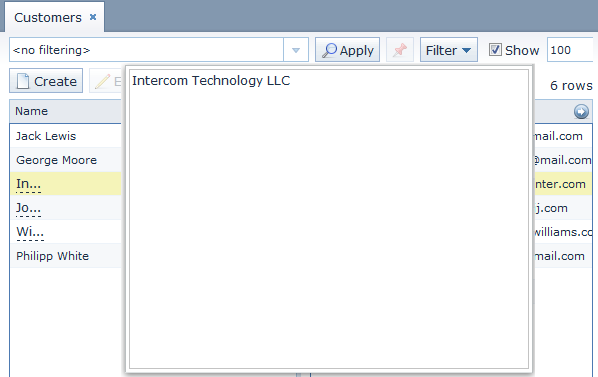 Customers
<no filtering> Apply Filter Show 100
Create
6 rows
Intercom Technology LLC
Name
Jack Lewis mail.com
George Moore @mail.com
In... nter.com
Jo... j.com
Wi... williams.co
Philipp White mail.com